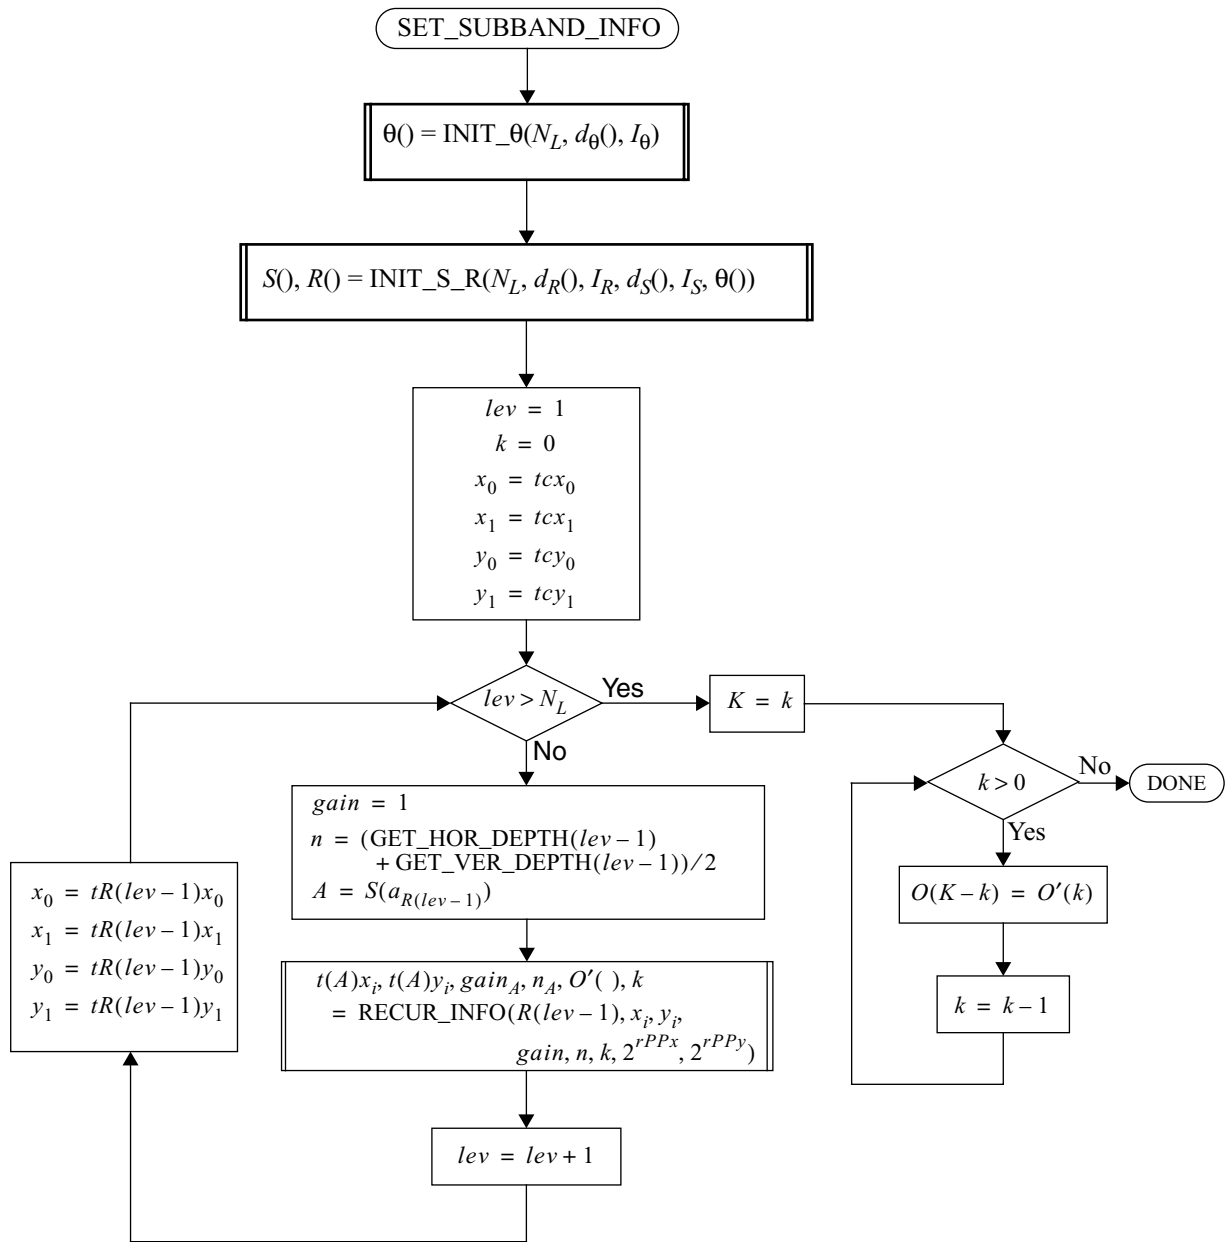 SET_SUBBAND_INFO
θ() = INIT_θ(N_L, d_θ(), I_θ)
S(), R() = INIT_S_R(N_L, d_R(), I_R, d_S(), I_S, θ())
lev = 1
k = 0
x_0 = tcx_0
x_1 = tcx_1
y_0 = tcy_0
y_1 = tcy_1
lev > N_L
Yes
K = k
No
k > 0
No
DONE
Yes
O(K – k) = O′(k)
k = k – 1
gain = 1
n = (GET_HOR_DEPTH(lev – 1)
+ GET_VER_DEPTH(lev – 1))/2
A = S(a_{R(lev – 1)})
t(A)x_i, t(A)y_i, gain_A, n_A, O′( ), k
= RECUR_INFO(R(lev – 1), x_i, y_i,
gain, n, k, 2^{rPPx}, 2^{rPPy})
lev = lev + 1
x_0 = tR(lev – 1)x_0
x_1 = tR(lev – 1)x_1
y_0 = tR(lev – 1)y_0
y_1 = tR(lev – 1)y_1